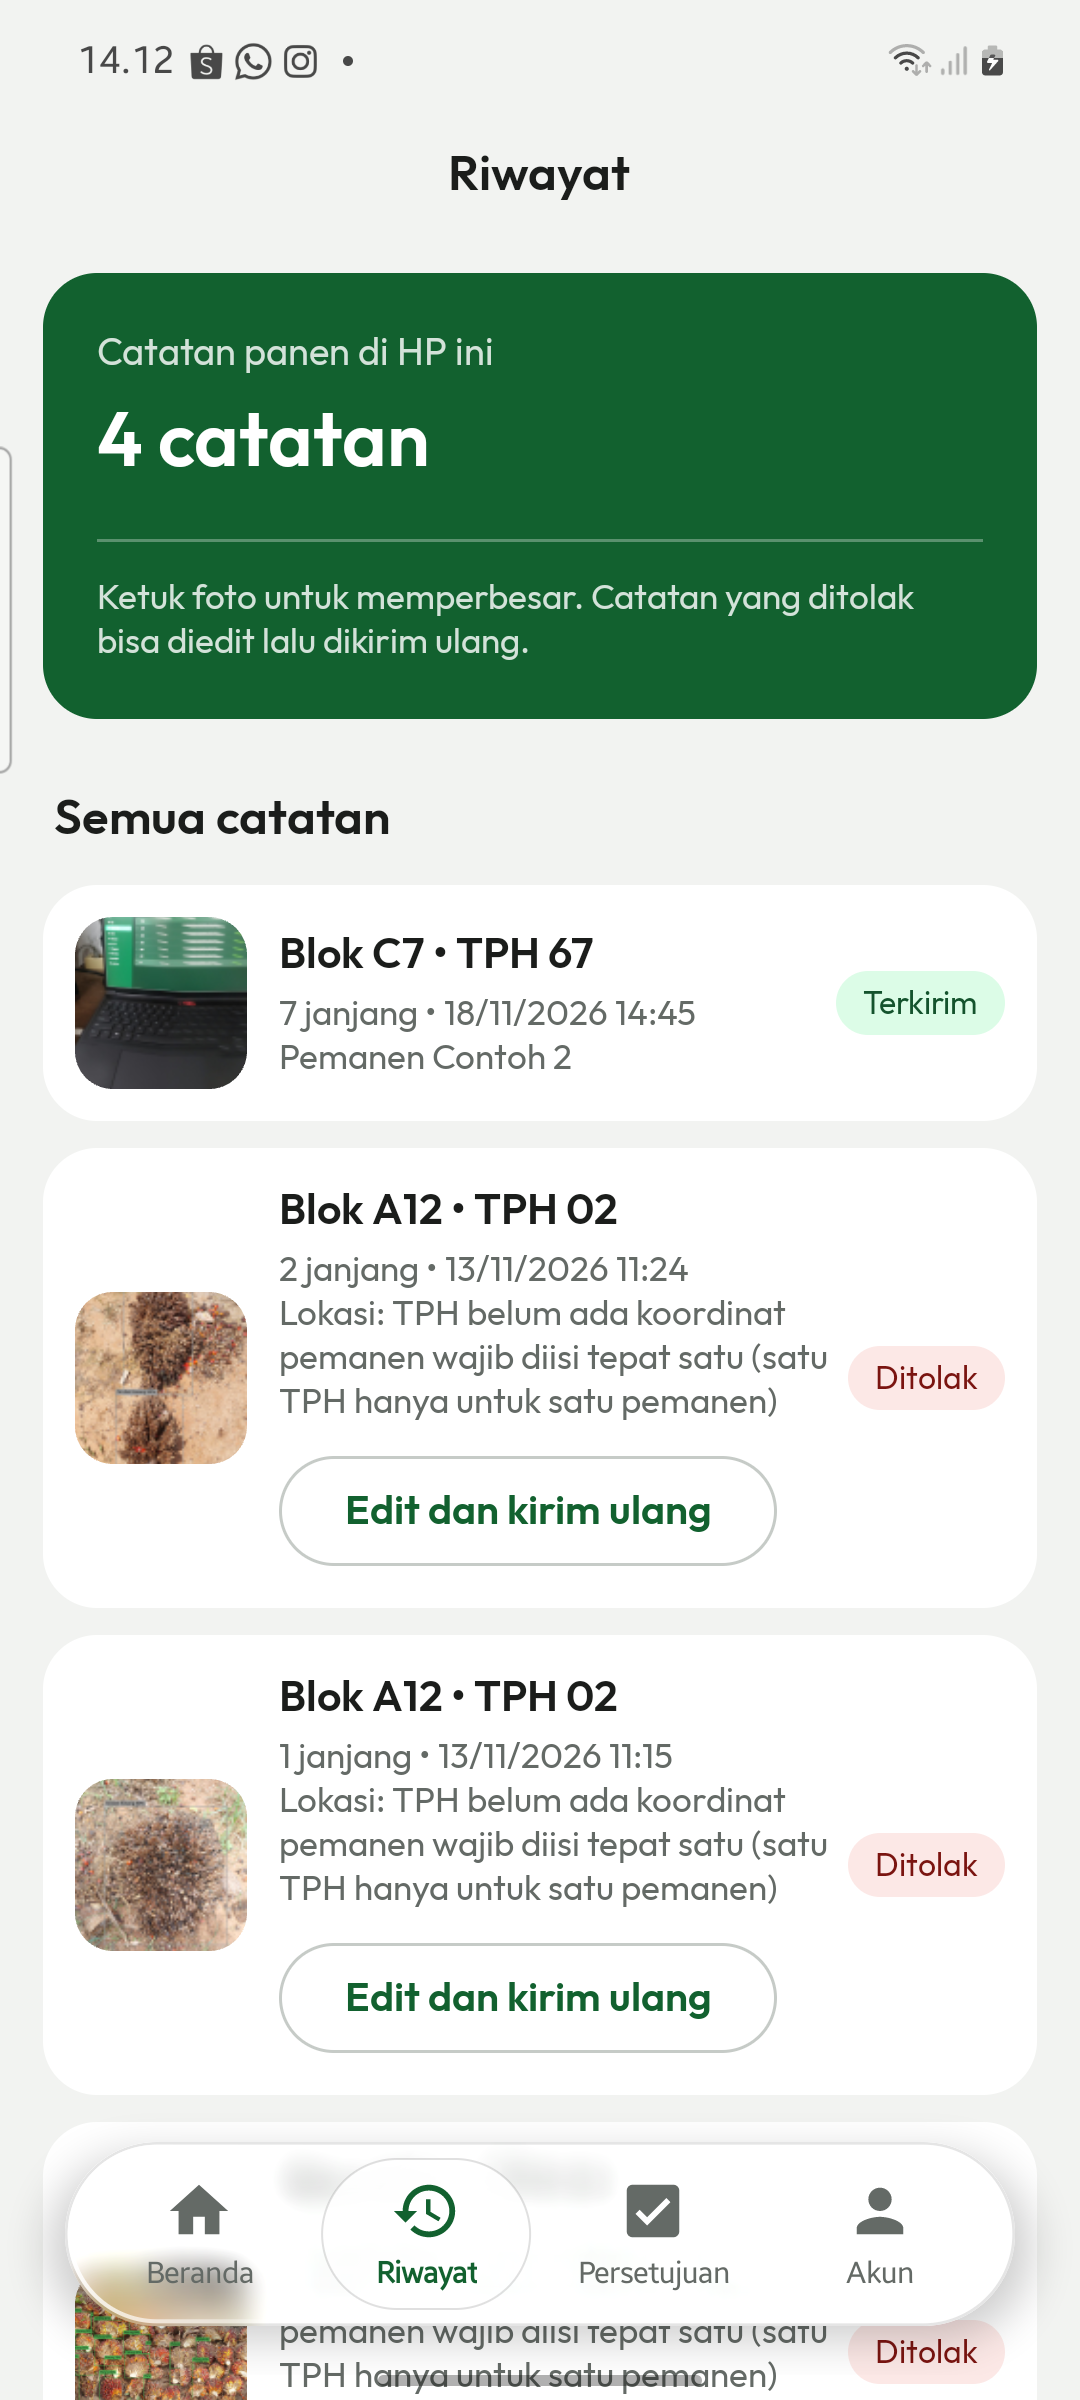 14.12
Riwayat
Catatan panen di HP ini
4 catatan
Ketuk foto untuk memperbesar. Catatan yang ditolak
bisa diedit lalu dikirim ulang.
Semua catatan
Blok C7 • TPH 67
7 janjang • 18/11/2026 14:45
Pemanen Contoh 2
Terkirim
Blok A12 • TPH 02
2 janjang • 13/11/2026 11:24
Lokasi: TPH belum ada koordinat
pemanen wajib diisi tepat satu (satu
TPH hanya untuk satu pemanen)
Ditolak
Edit dan kirim ulang
Blok A12 • TPH 02
1 janjang • 13/11/2026 11:15
Lokasi: TPH belum ada koordinat
pemanen wajib diisi tepat satu (satu
TPH hanya untuk satu pemanen)
Ditolak
Edit dan kirim ulang
Beranda
Riwayat
Persetujuan
Akun
pemanen wajib diisi tepat satu (satu
TPH hanya untuk satu pemanen)
Ditolak